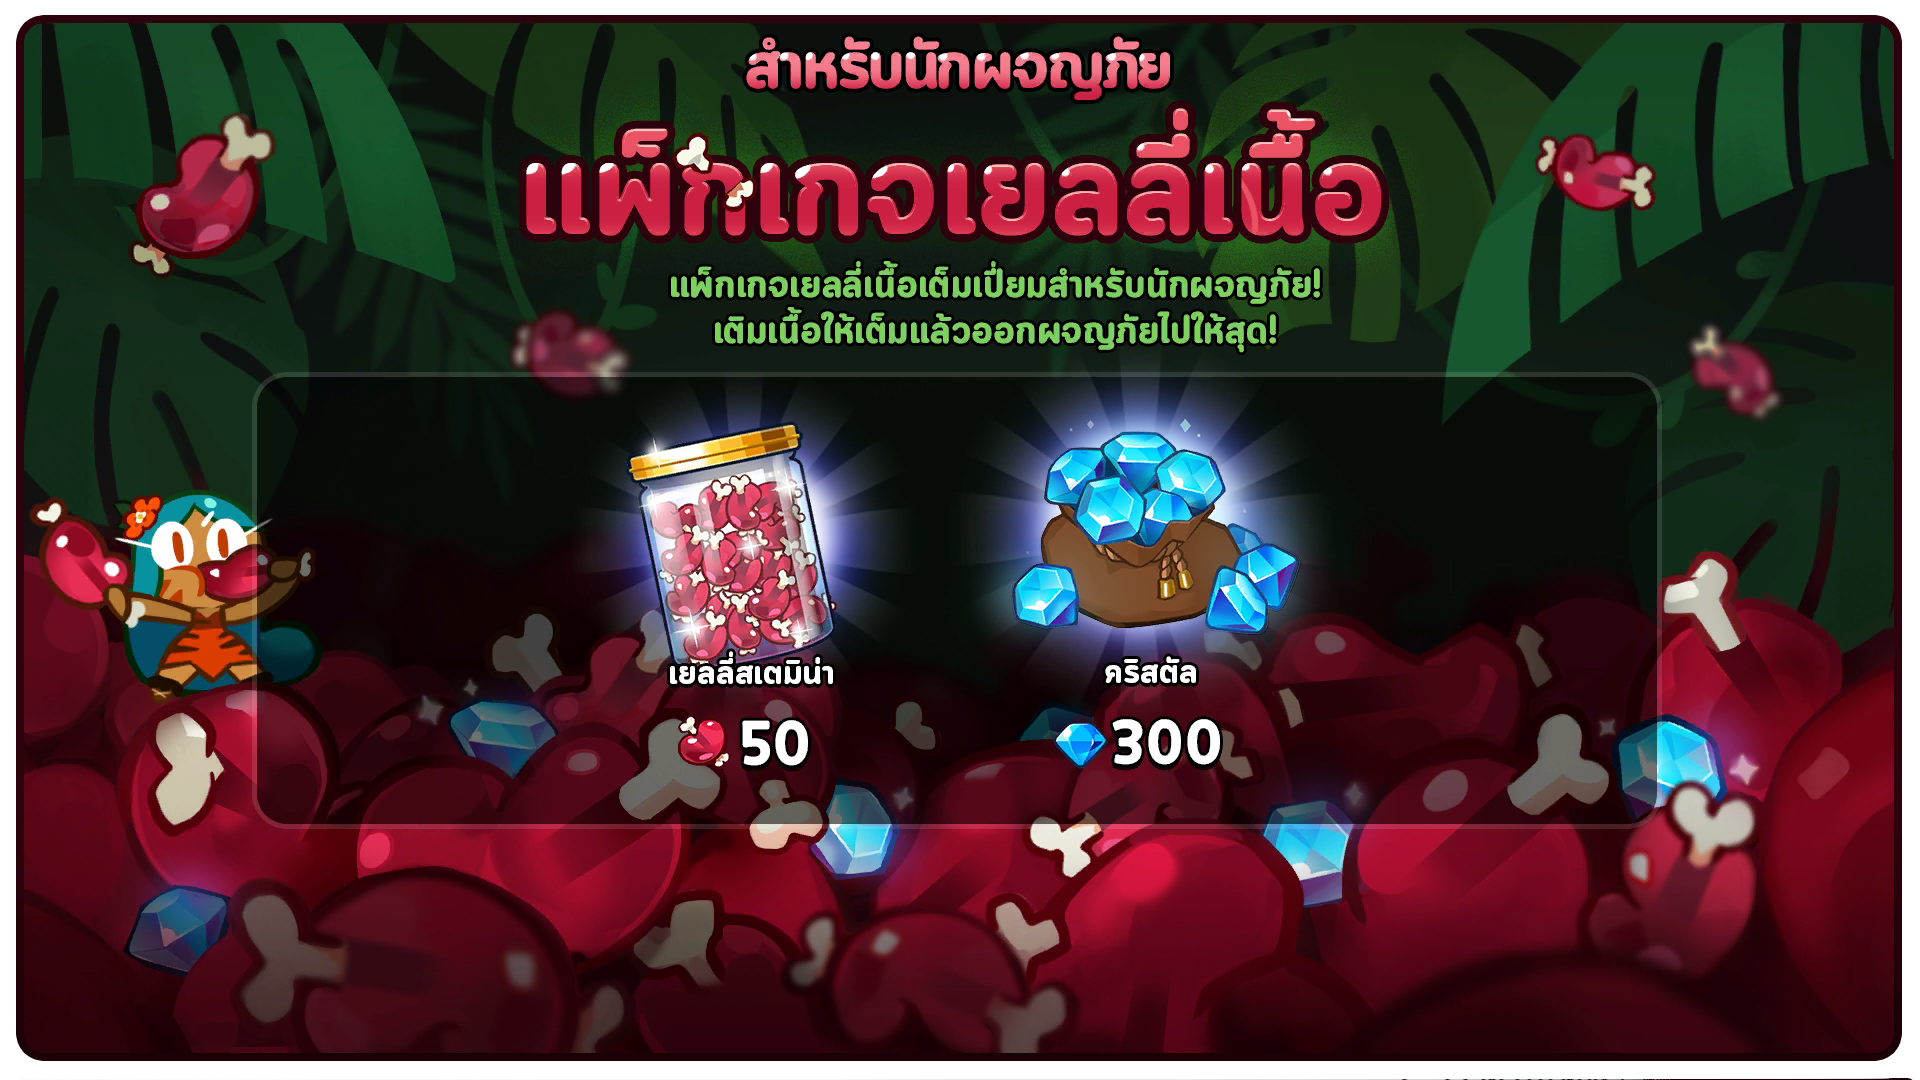 สำหรับนักผจญภัย
แพ็กเกจเยลลี่เนื้อ
แพ็กเกจเยลลี่เนื้อเต็มเปี่ยมสำหรับนักผจญภัย!
เติมเนื้อให้เต็มแล้วออกผจญภัยไปให้สุด!
เยลลี่สเตมิน่า
คริสตัล
50
300